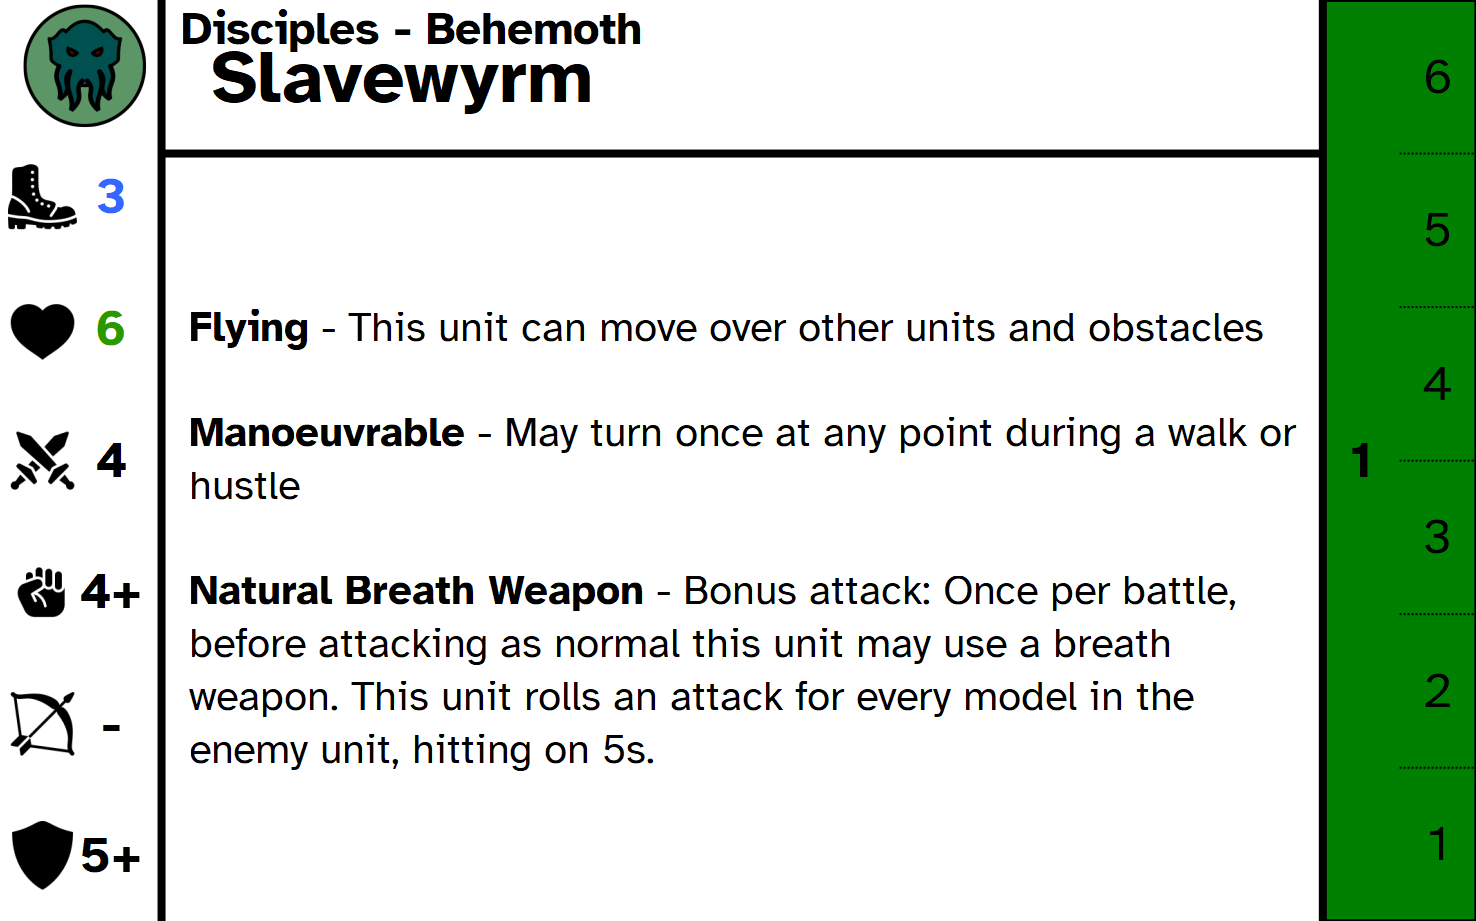 Disciples - Behemoth
Slavewyrm
3
6
4
4+
-
5+
Flying - This unit can move over other units and obstacles
Manoeuvrable - May turn once at any point during a walk or
hustle
Natural Breath Weapon - Bonus attack: Once per battle,
before attacking as normal this unit may use a breath
weapon. This unit rolls an attack for every model in the
enemy unit, hitting on 5s.
1
6
5
4
3
2
1